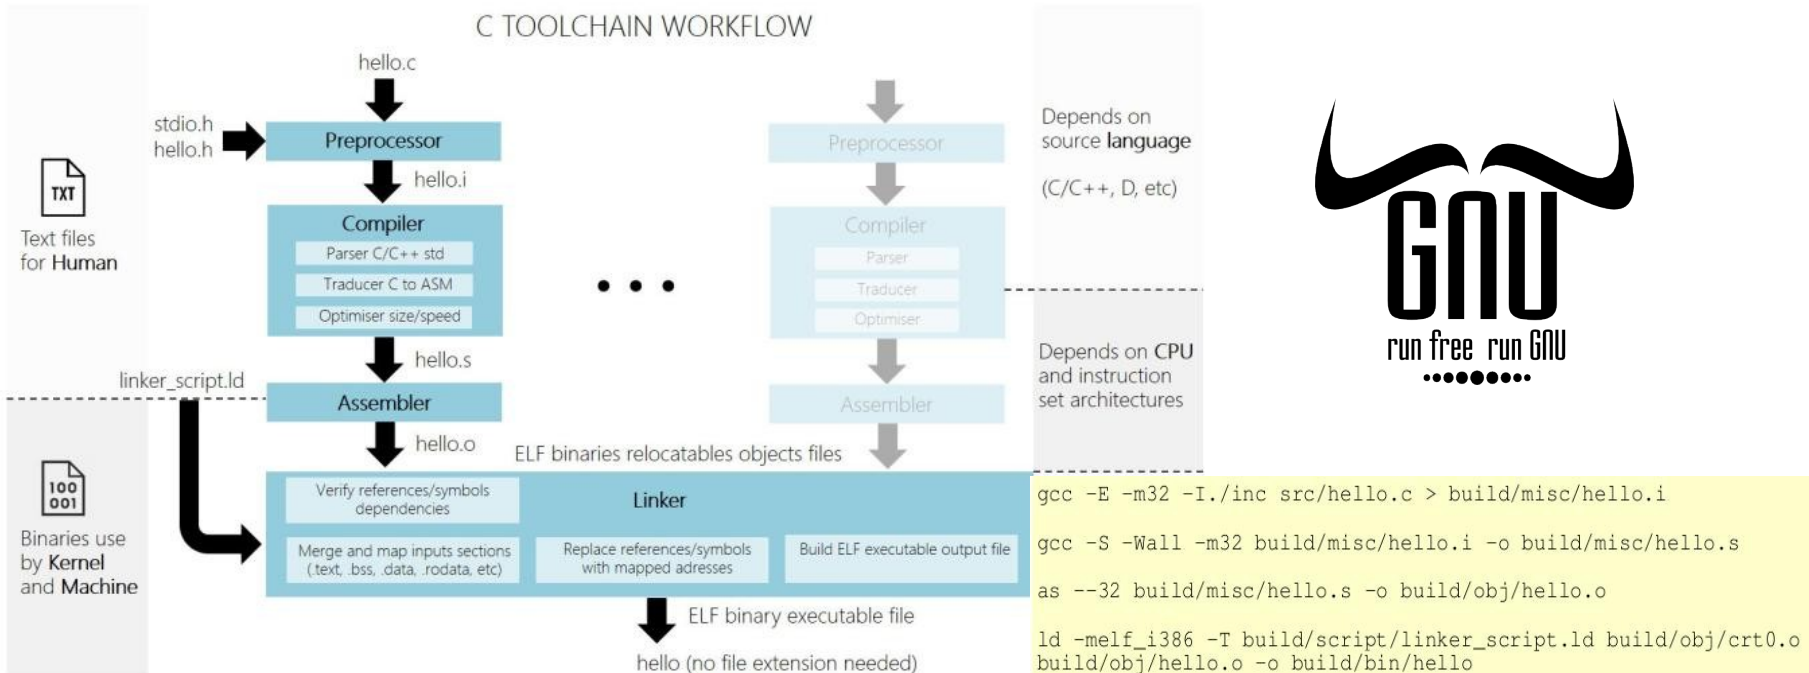 C TOOLCHAIN WORKFLOW
hello.c
stdio.h
hello.h
Preprocessor
hello.i
Compiler
Parser C/C++ std
Traducer C to ASM
Optimiser size/speed
hello.s
linker_script.ld
Assembler
hello.o
ELF binaries relocatables objects files
Preprocessor
Compiler
Parser
Traducer
Optimiser
Assembler
TXT
Text files
for Human
100
001
Binaries use
by Kernel
and Machine
Depends on
source language
(C/C++, D, etc)
Depends on CPU
and instruction
set architectures
Linker
Verify references/symbols
dependencies
Merge and map inputs sections
(.text, .bss, .data, .rodata, etc)
Replace references/symbols
with mapped adresses
Build ELF executable output file
ELF binary executable file
hello (no file extension needed)
GNU
run free run GNU
gcc -E -m32 -I./inc src/hello.c > build/misc/hello.i
gcc -S -Wall -m32 build/misc/hello.i -o build/misc/hello.s
as --32 build/misc/hello.s -o build/obj/hello.o
ld -melf_i386 -T build/script/linker_script.ld build/obj/crt0.o
build/obj/hello.o -o build/bin/hello